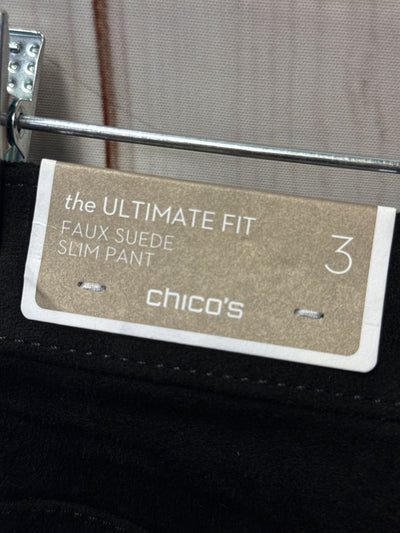 the ULTIMATE FIT
FAUX SUEDE
SLIM PANT
3
chico's